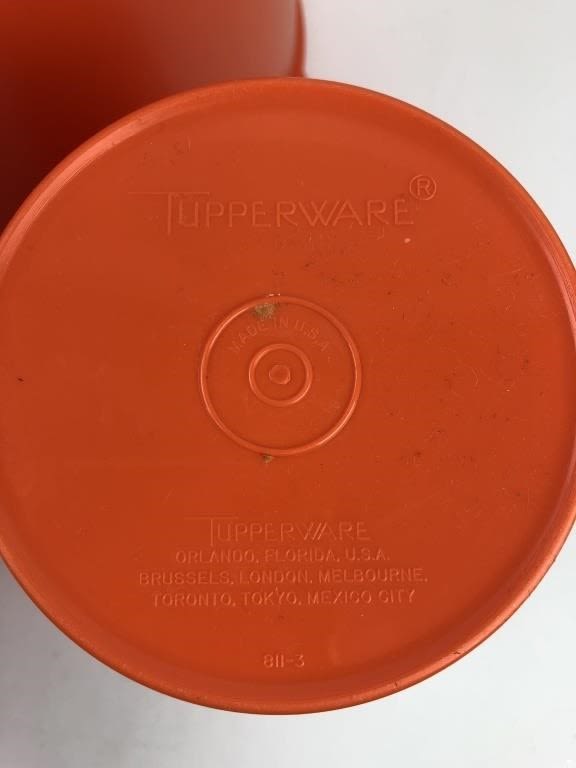 TUPPERWARE®
MADE IN U.S.A.
TUPPERWARE
ORLANDO, FLORIDA, U.S.A.
BRUSSELS, LONDON, MELBOURNE,
TORONTO, TOKYO, MEXICO CITY
811-3